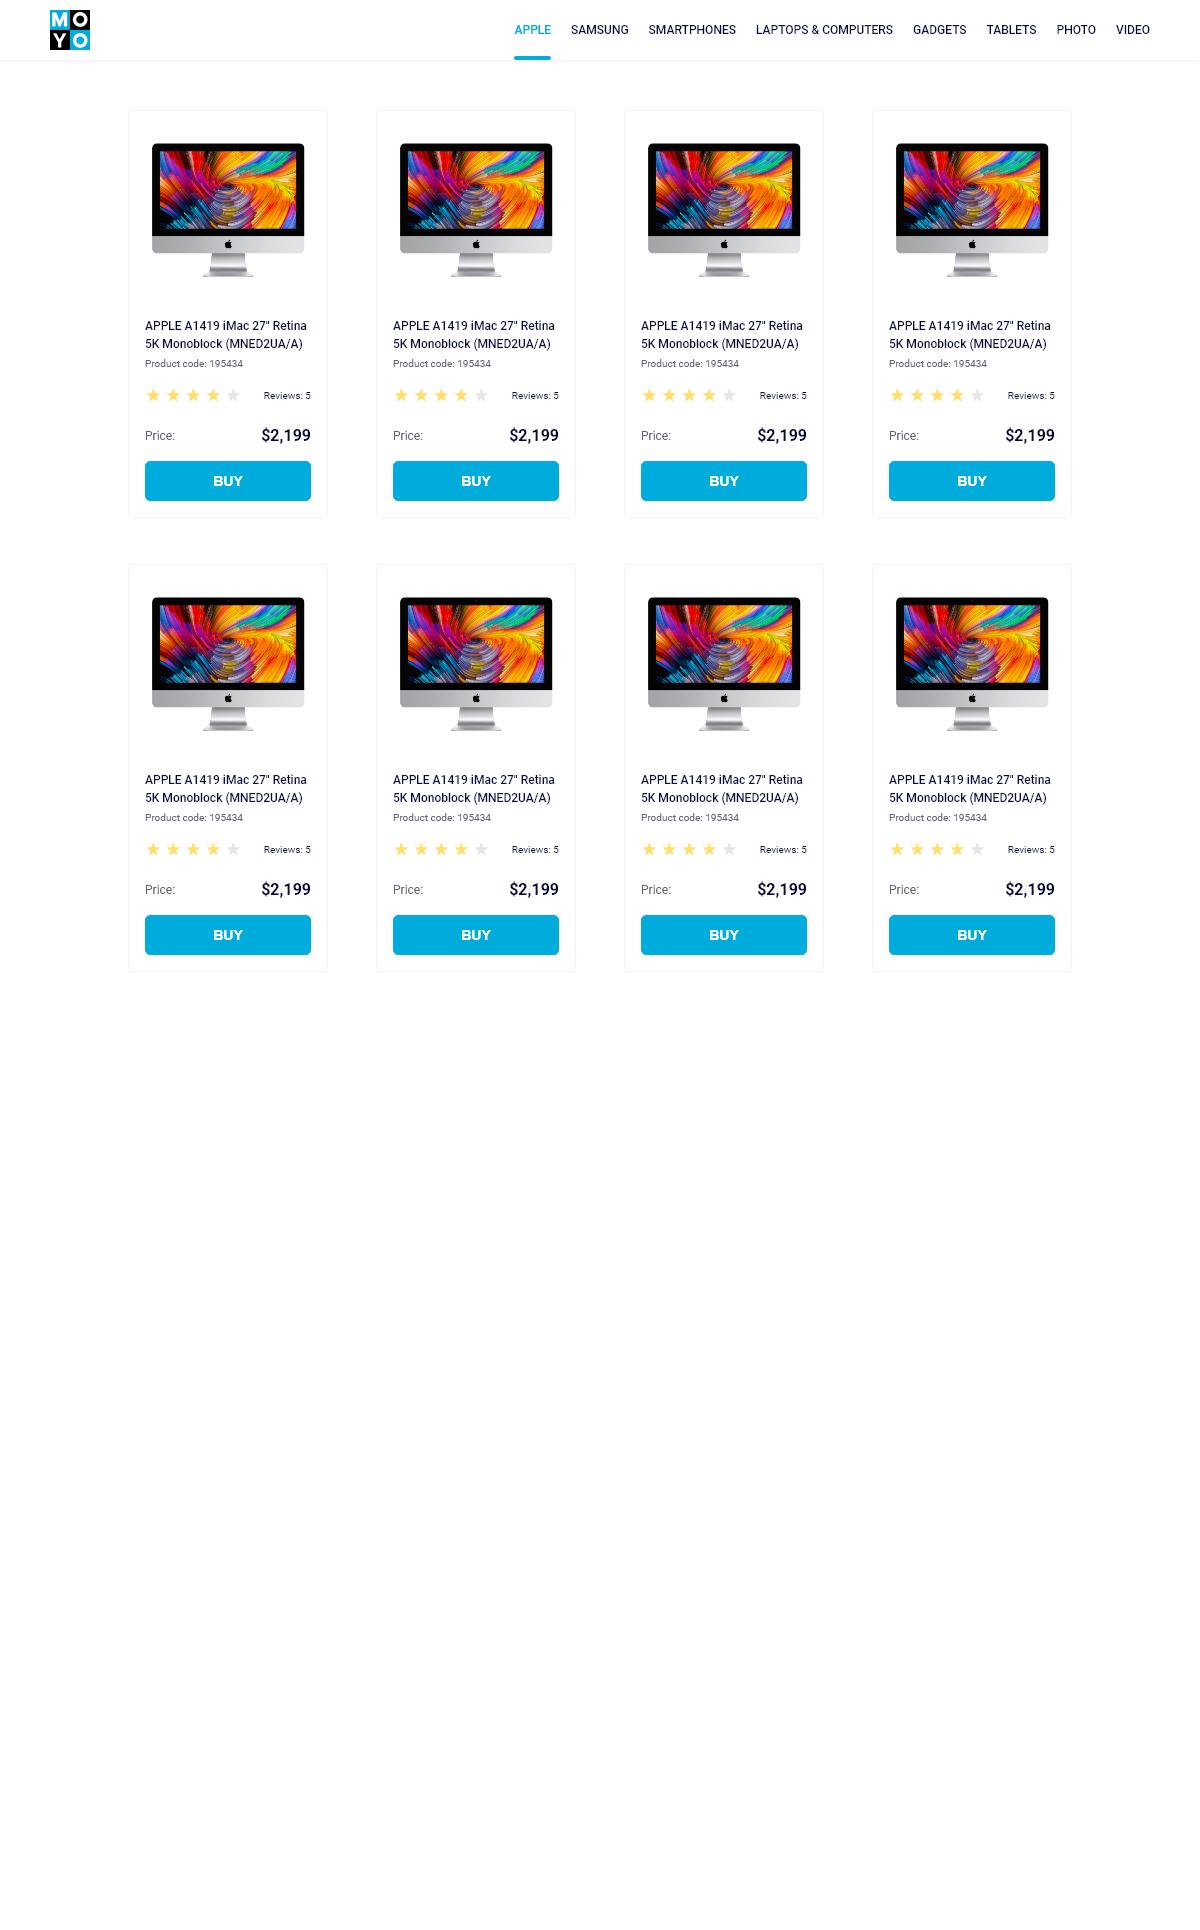 MO
YO
APPLE SAMSUNG SMARTPHONES LAPTOPS & COMPUTERS GADGETS TABLETS PHOTO VIDEO
APPLE A1419 iMac 27" Retina
5K Monoblock (MNED2UA/A)
Product code: 195434
Reviews: 5
Price: $2,199
BUY
APPLE A1419 iMac 27" Retina
5K Monoblock (MNED2UA/A)
Product code: 195434
Reviews: 5
Price: $2,199
BUY
APPLE A1419 iMac 27" Retina
5K Monoblock (MNED2UA/A)
Product code: 195434
Reviews: 5
Price: $2,199
BUY
APPLE A1419 iMac 27" Retina
5K Monoblock (MNED2UA/A)
Product code: 195434
Reviews: 5
Price: $2,199
BUY
APPLE A1419 iMac 27" Retina
5K Monoblock (MNED2UA/A)
Product code: 195434
Reviews: 5
Price: $2,199
BUY
APPLE A1419 iMac 27" Retina
5K Monoblock (MNED2UA/A)
Product code: 195434
Reviews: 5
Price: $2,199
BUY
APPLE A1419 iMac 27" Retina
5K Monoblock (MNED2UA/A)
Product code: 195434
Reviews: 5
Price: $2,199
BUY
APPLE A1419 iMac 27" Retina
5K Monoblock (MNED2UA/A)
Product code: 195434
Reviews: 5
Price: $2,199
BUY